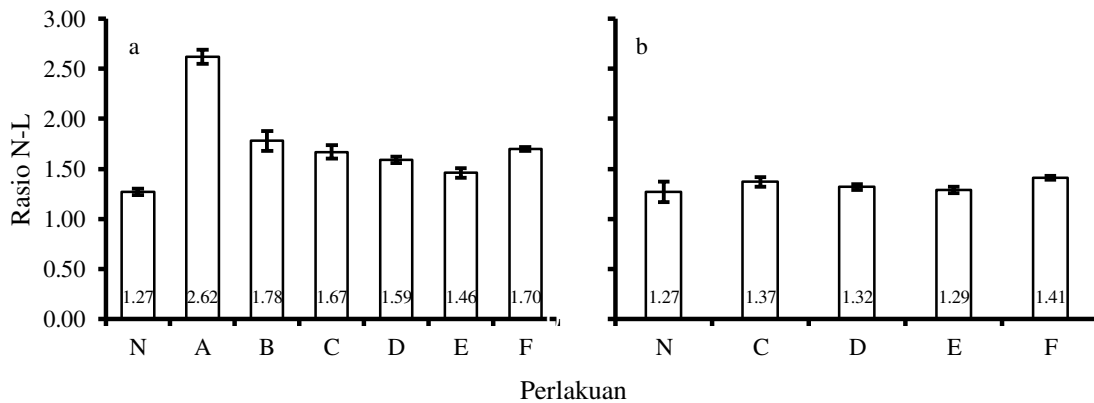 3.00
2.50
2.00
1.50
1.00
0.50
0.00
Rasio N-L
a
1.27 2.62 1.78 1.67 1.59 1.46 1.70
N A B C D E F
b
1.27 1.37 1.32 1.29 1.41
N C D E F
Perlakuan